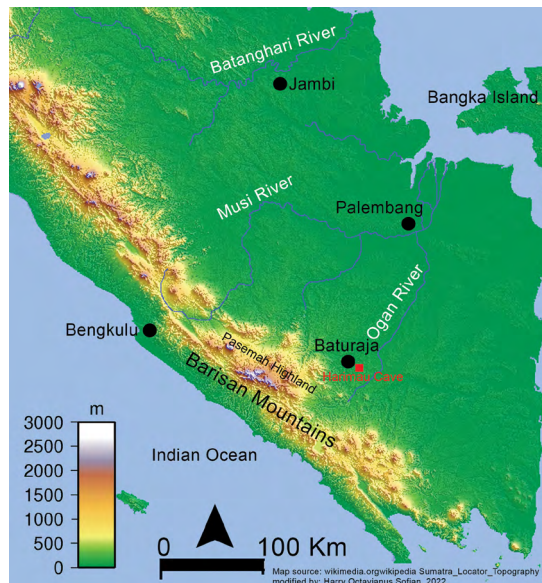 Batanghari River
Jambi
Bangka Island
Musi River
Palembang
Ogan River
Bengkulu
Pasemah Highland
Baturaja
Harimau Cave
Barisan Mountains
m
3000
2500
2000
1500
1000
500
0
Indian Ocean
0 100 Km
Map source: wikimedia.orgwikipedia Sumatra_Locator_Topography
modified by: Harry Octavianus Sofian, 2022